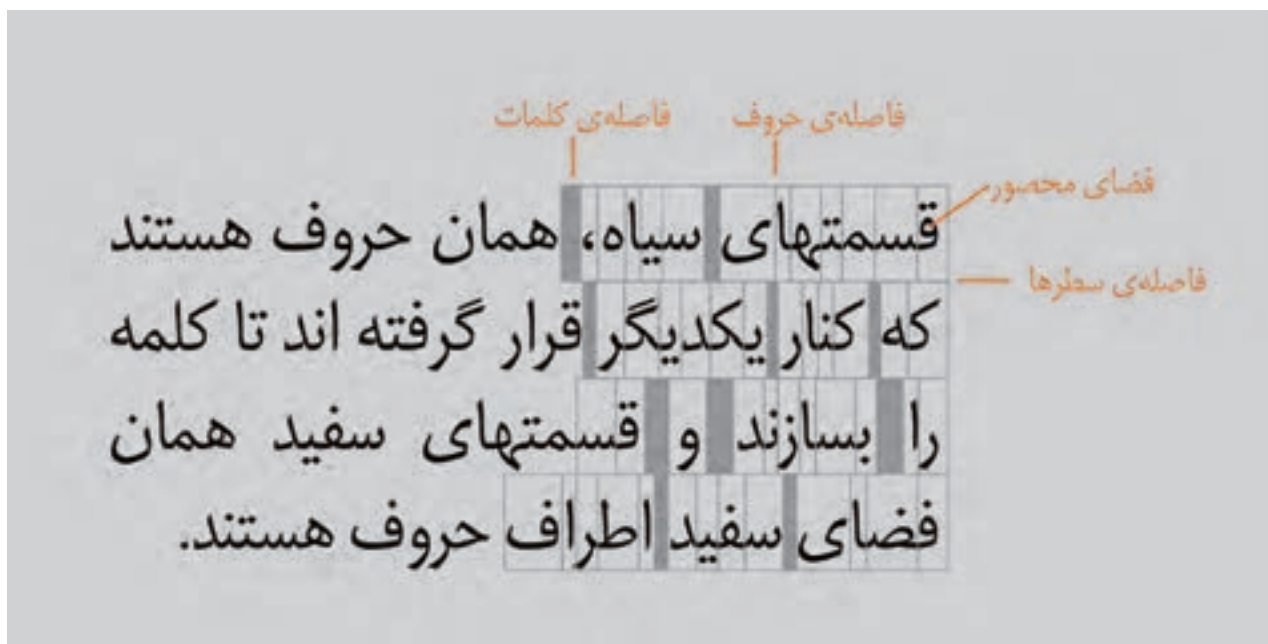 فاصله‌ی حروف
فاصله‌ی کلمات
فضای محصور
قسمتهای سیاه، همان حروف هستند
فاصله‌ی سطرها
که کنار یکدیگر قرار گرفته اند تا کلمه
را بسازند و قسمتهای سفید همان
فضای سفید اطراف حروف هستند.